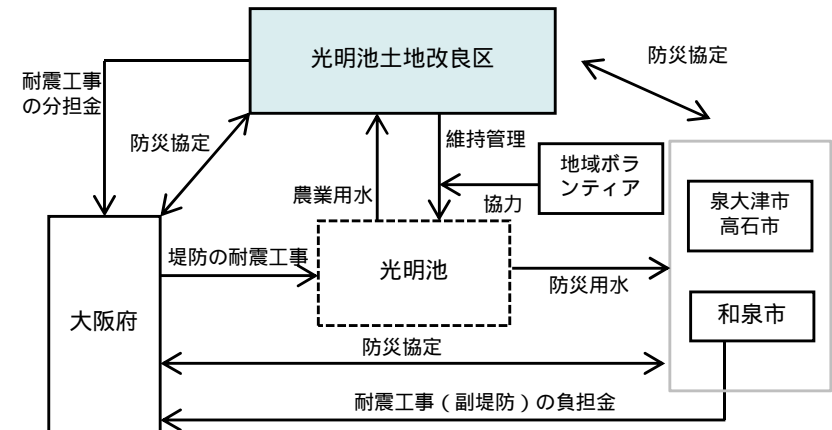 光明池土地改良区
防災協定
耐震工事
の分担金
防災協定
維持管理
地域ボラ
ンティア
農業用水
協力
泉大津市
高石市
堤防の耐震工事
光明池
防災用水
大阪府
和泉市
防災協定
耐震工事（副堤防）の負担金